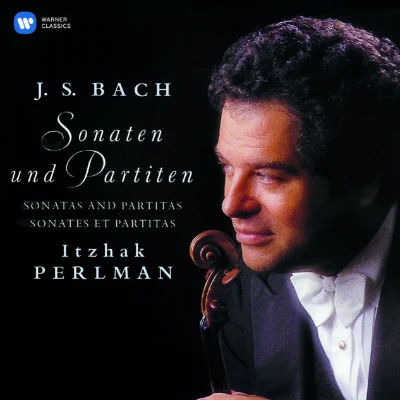 WARNER
CLASSICS
J. S. BACH
Sonaten
und Partiten
SONATAS AND PARTITAS
SONATES ET PARTITAS
Itzhak
PERLMAN